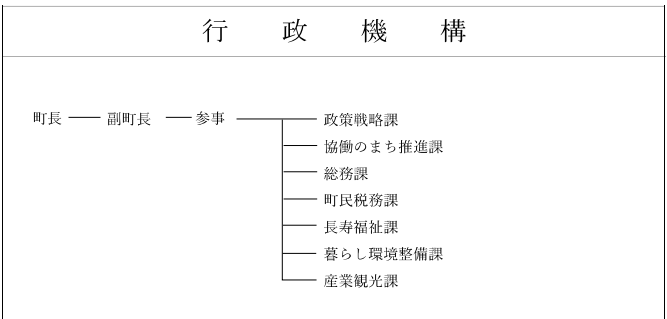 行政機構
町長 副町長 参事 政策戦略課
協働のまち推進課
総務課
町民税務課
長寿福祉課
暮らし環境整備課
産業観光課